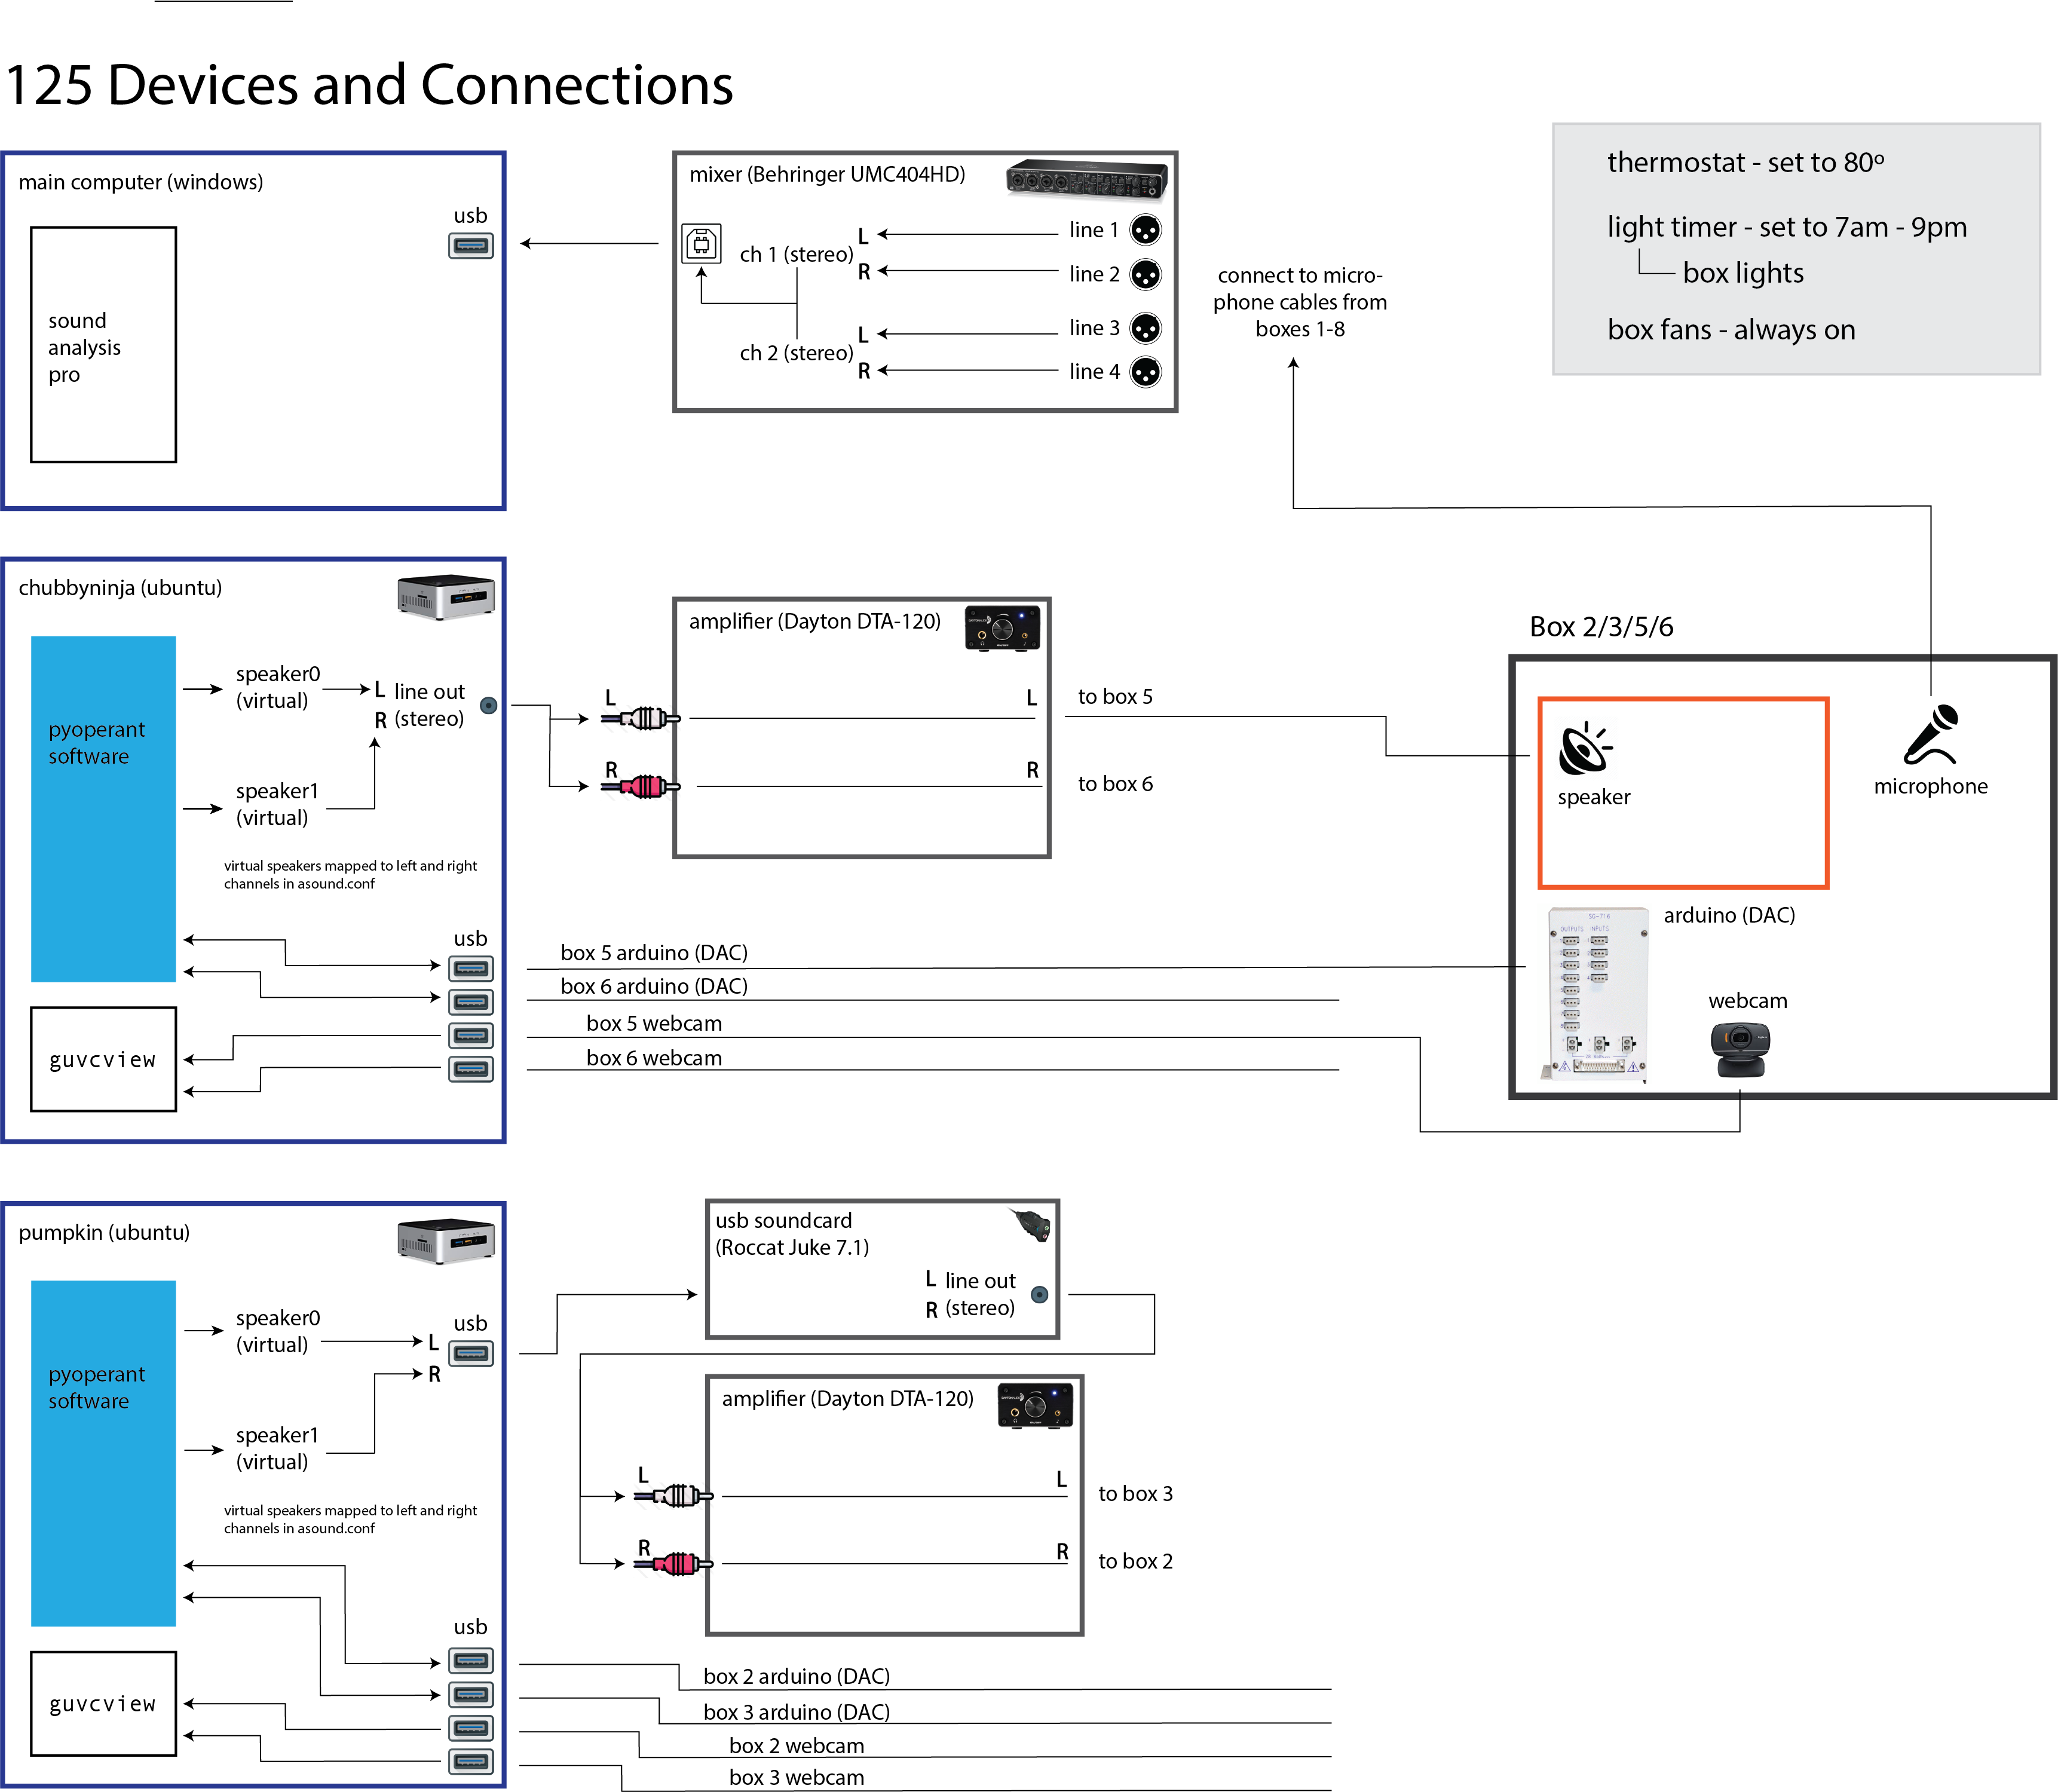 125 Devices and Connections
main computer (windows)
usb
sound
analysis
pro
mixer (Behringer UMC404HD)
ch 1 (stereo)
L
R
line 1
line 2
ch 2 (stereo)
L
R
line 3
line 4
connect to micro-
phone cables from
boxes 1-8
thermostat - set to 80º
light timer - set to 7am - 9pm
box lights
box fans - always on
chubbyninja (ubuntu)
pyoperant
software
speaker0
(virtual)
L line out
R (stereo)
speaker1
(virtual)
virtual speakers mapped to left and right
channels in asound.conf
usb
guvcview
amplifier (Dayton DTA-120)
L
L
R
R
to box 5
to box 6
box 5 arduino (DAC)
box 6 arduino (DAC)
box 5 webcam
box 6 webcam
Box 2/3/5/6
speaker
microphone
arduino (DAC)
SG-716
OUTPUTS INPUTS
webcam
pumpkin (ubuntu)
pyoperant
software
speaker0
(virtual)
usb
L
R
speaker1
(virtual)
virtual speakers mapped to left and right
channels in asound.conf
usb
guvcview
usb soundcard
(Roccat Juke 7.1)
L line out
R (stereo)
amplifier (Dayton DTA-120)
L
L
R
R
to box 3
to box 2
box 2 arduino (DAC)
box 3 arduino (DAC)
box 2 webcam
box 3 webcam